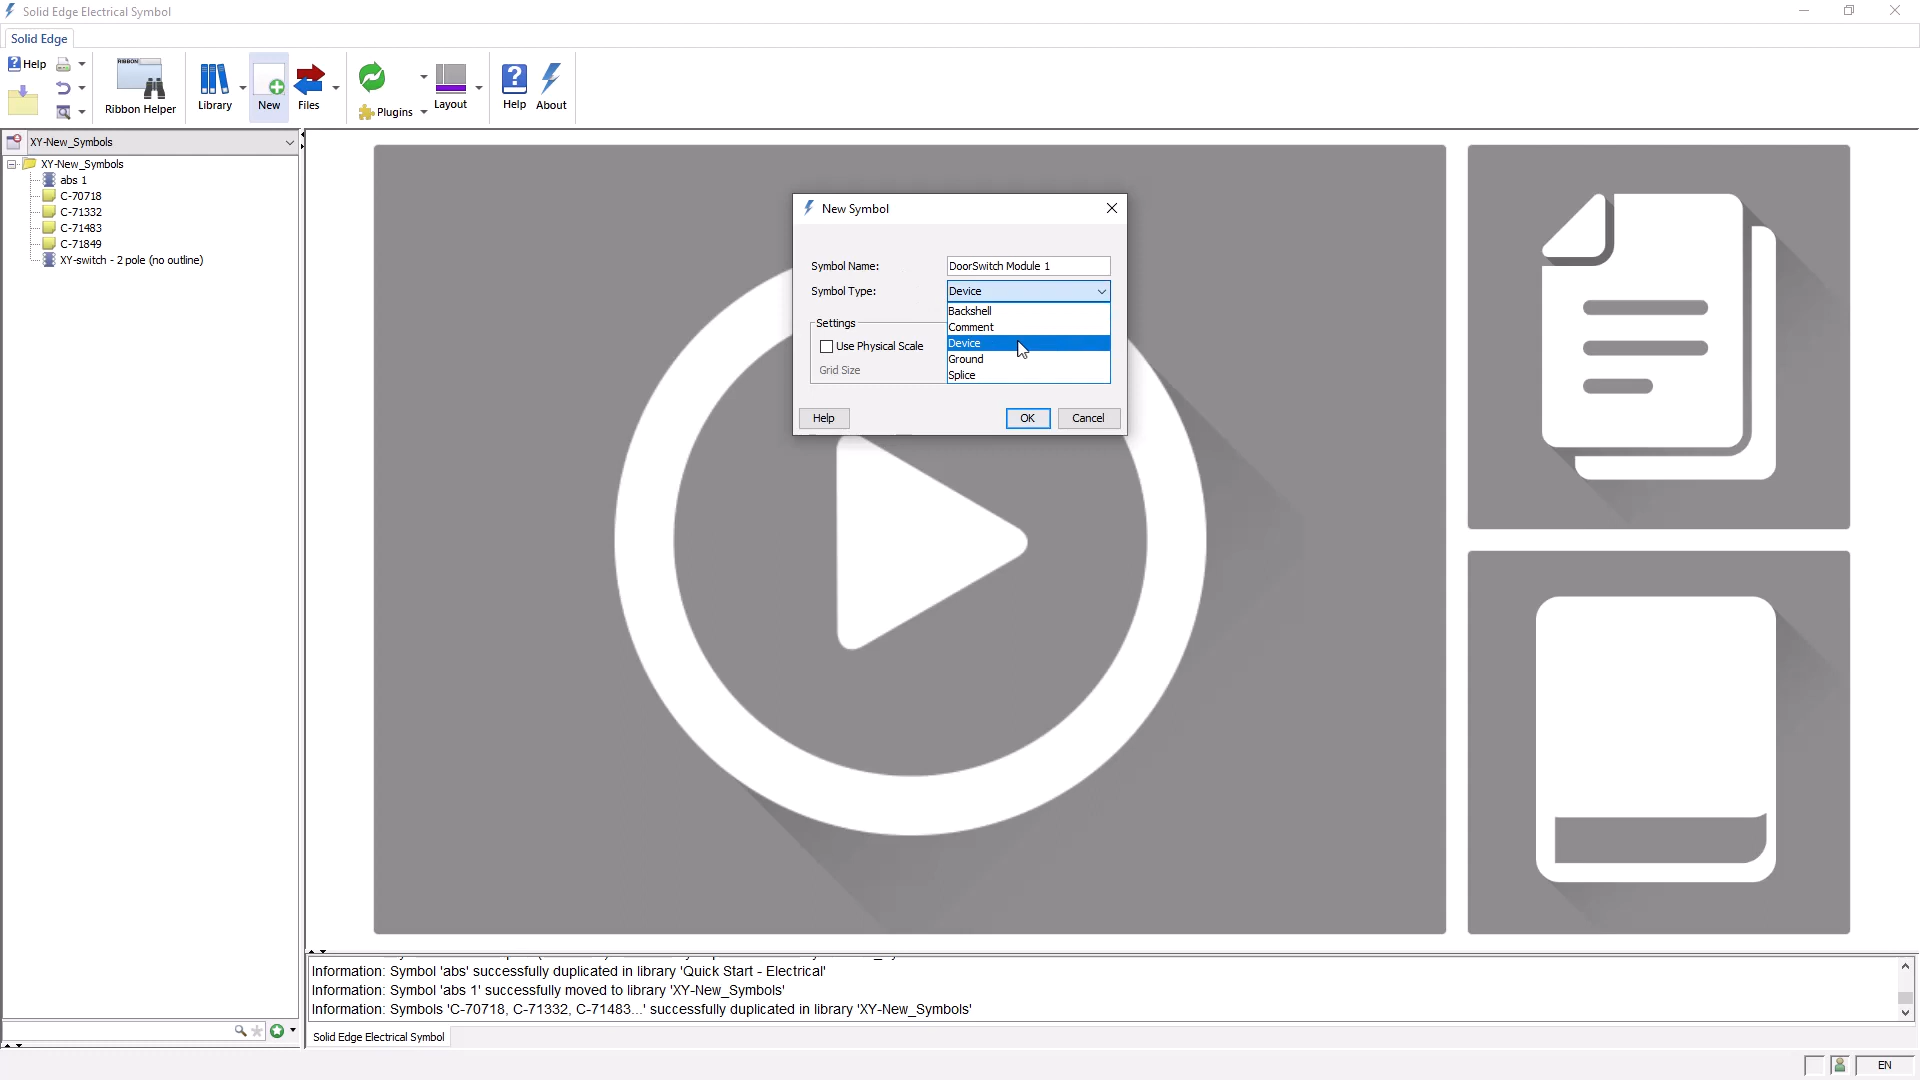 Solid Edge Electrical Symbol
Solid Edge
Help
RIBBON
Ribbon Helper
Library
New
Files
Plugins
Layout
Help
About
XY-New_Symbols
XY-New_Symbols
abs 1
C-70718
C-71332
C-71483
C-71849
XY-switch - 2 pole (no outline)
New Symbol
Symbol Name:
DoorSwitch Module 1
Symbol Type:
Device
Backshell
Comment
Device
Ground
Splice
Settings
Use Physical Scale
Grid Size
Help
OK
Cancel
Information: Symbol 'abs' successfully duplicated in library 'Quick Start - Electrical'
Information: Symbol 'abs 1' successfully moved to library 'XY-New_Symbols'
Information: Symbols 'C-70718, C-71332, C-71483...' successfully duplicated in library 'XY-New_Symbols'
Solid Edge Electrical Symbol
EN